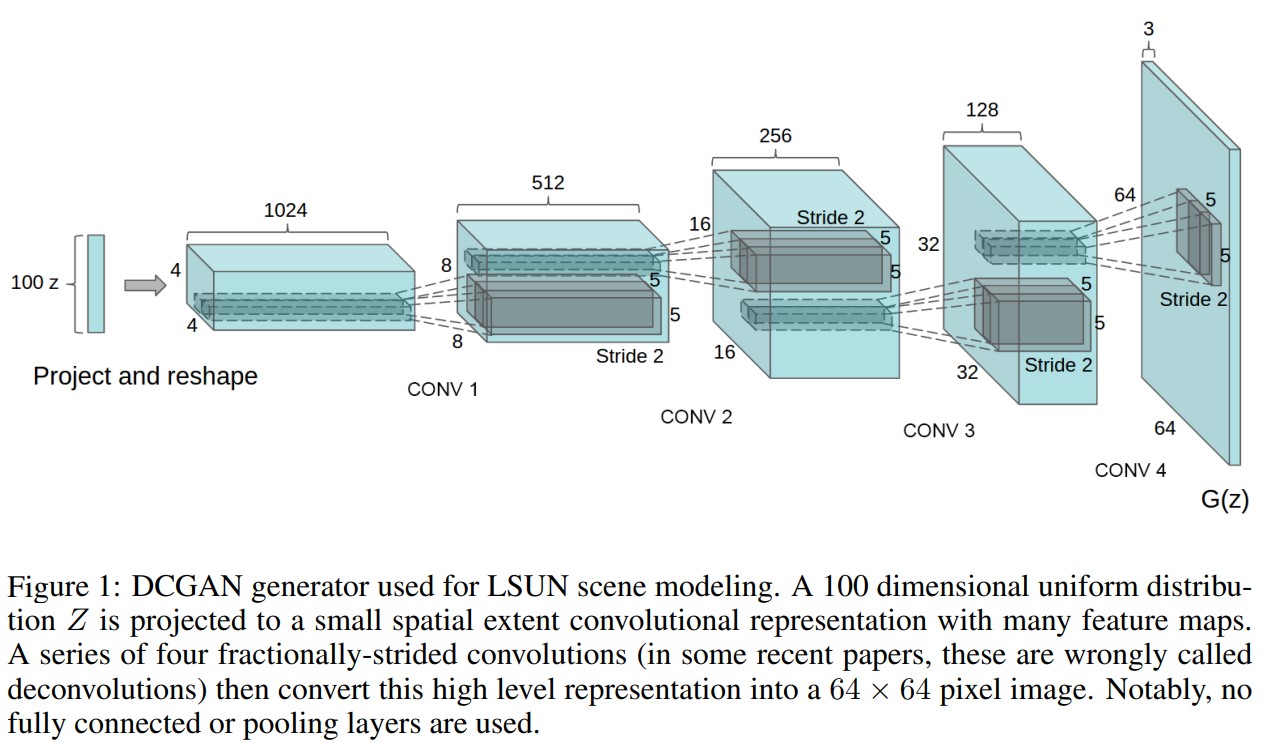 3
128
256
64
5
512
16
Stride 2
1024
5
32
5
4
8
5
5
5
100 z
5
5
Stride 2
4
8
Stride 2
16
32
Stride 2
Project and reshape
CONV 1
CONV 2
CONV 3
64
CONV 4
G(z)
Figure 1: DCGAN generator used for LSUN scene modeling. A 100 dimensional uniform distribu-
tion Z is projected to a small spatial extent convolutional representation with many feature maps.
A series of four fractionally-strided convolutions (in some recent papers, these are wrongly called
deconvolutions) then convert this high level representation into a 64 × 64 pixel image. Notably, no
fully connected or pooling layers are used.